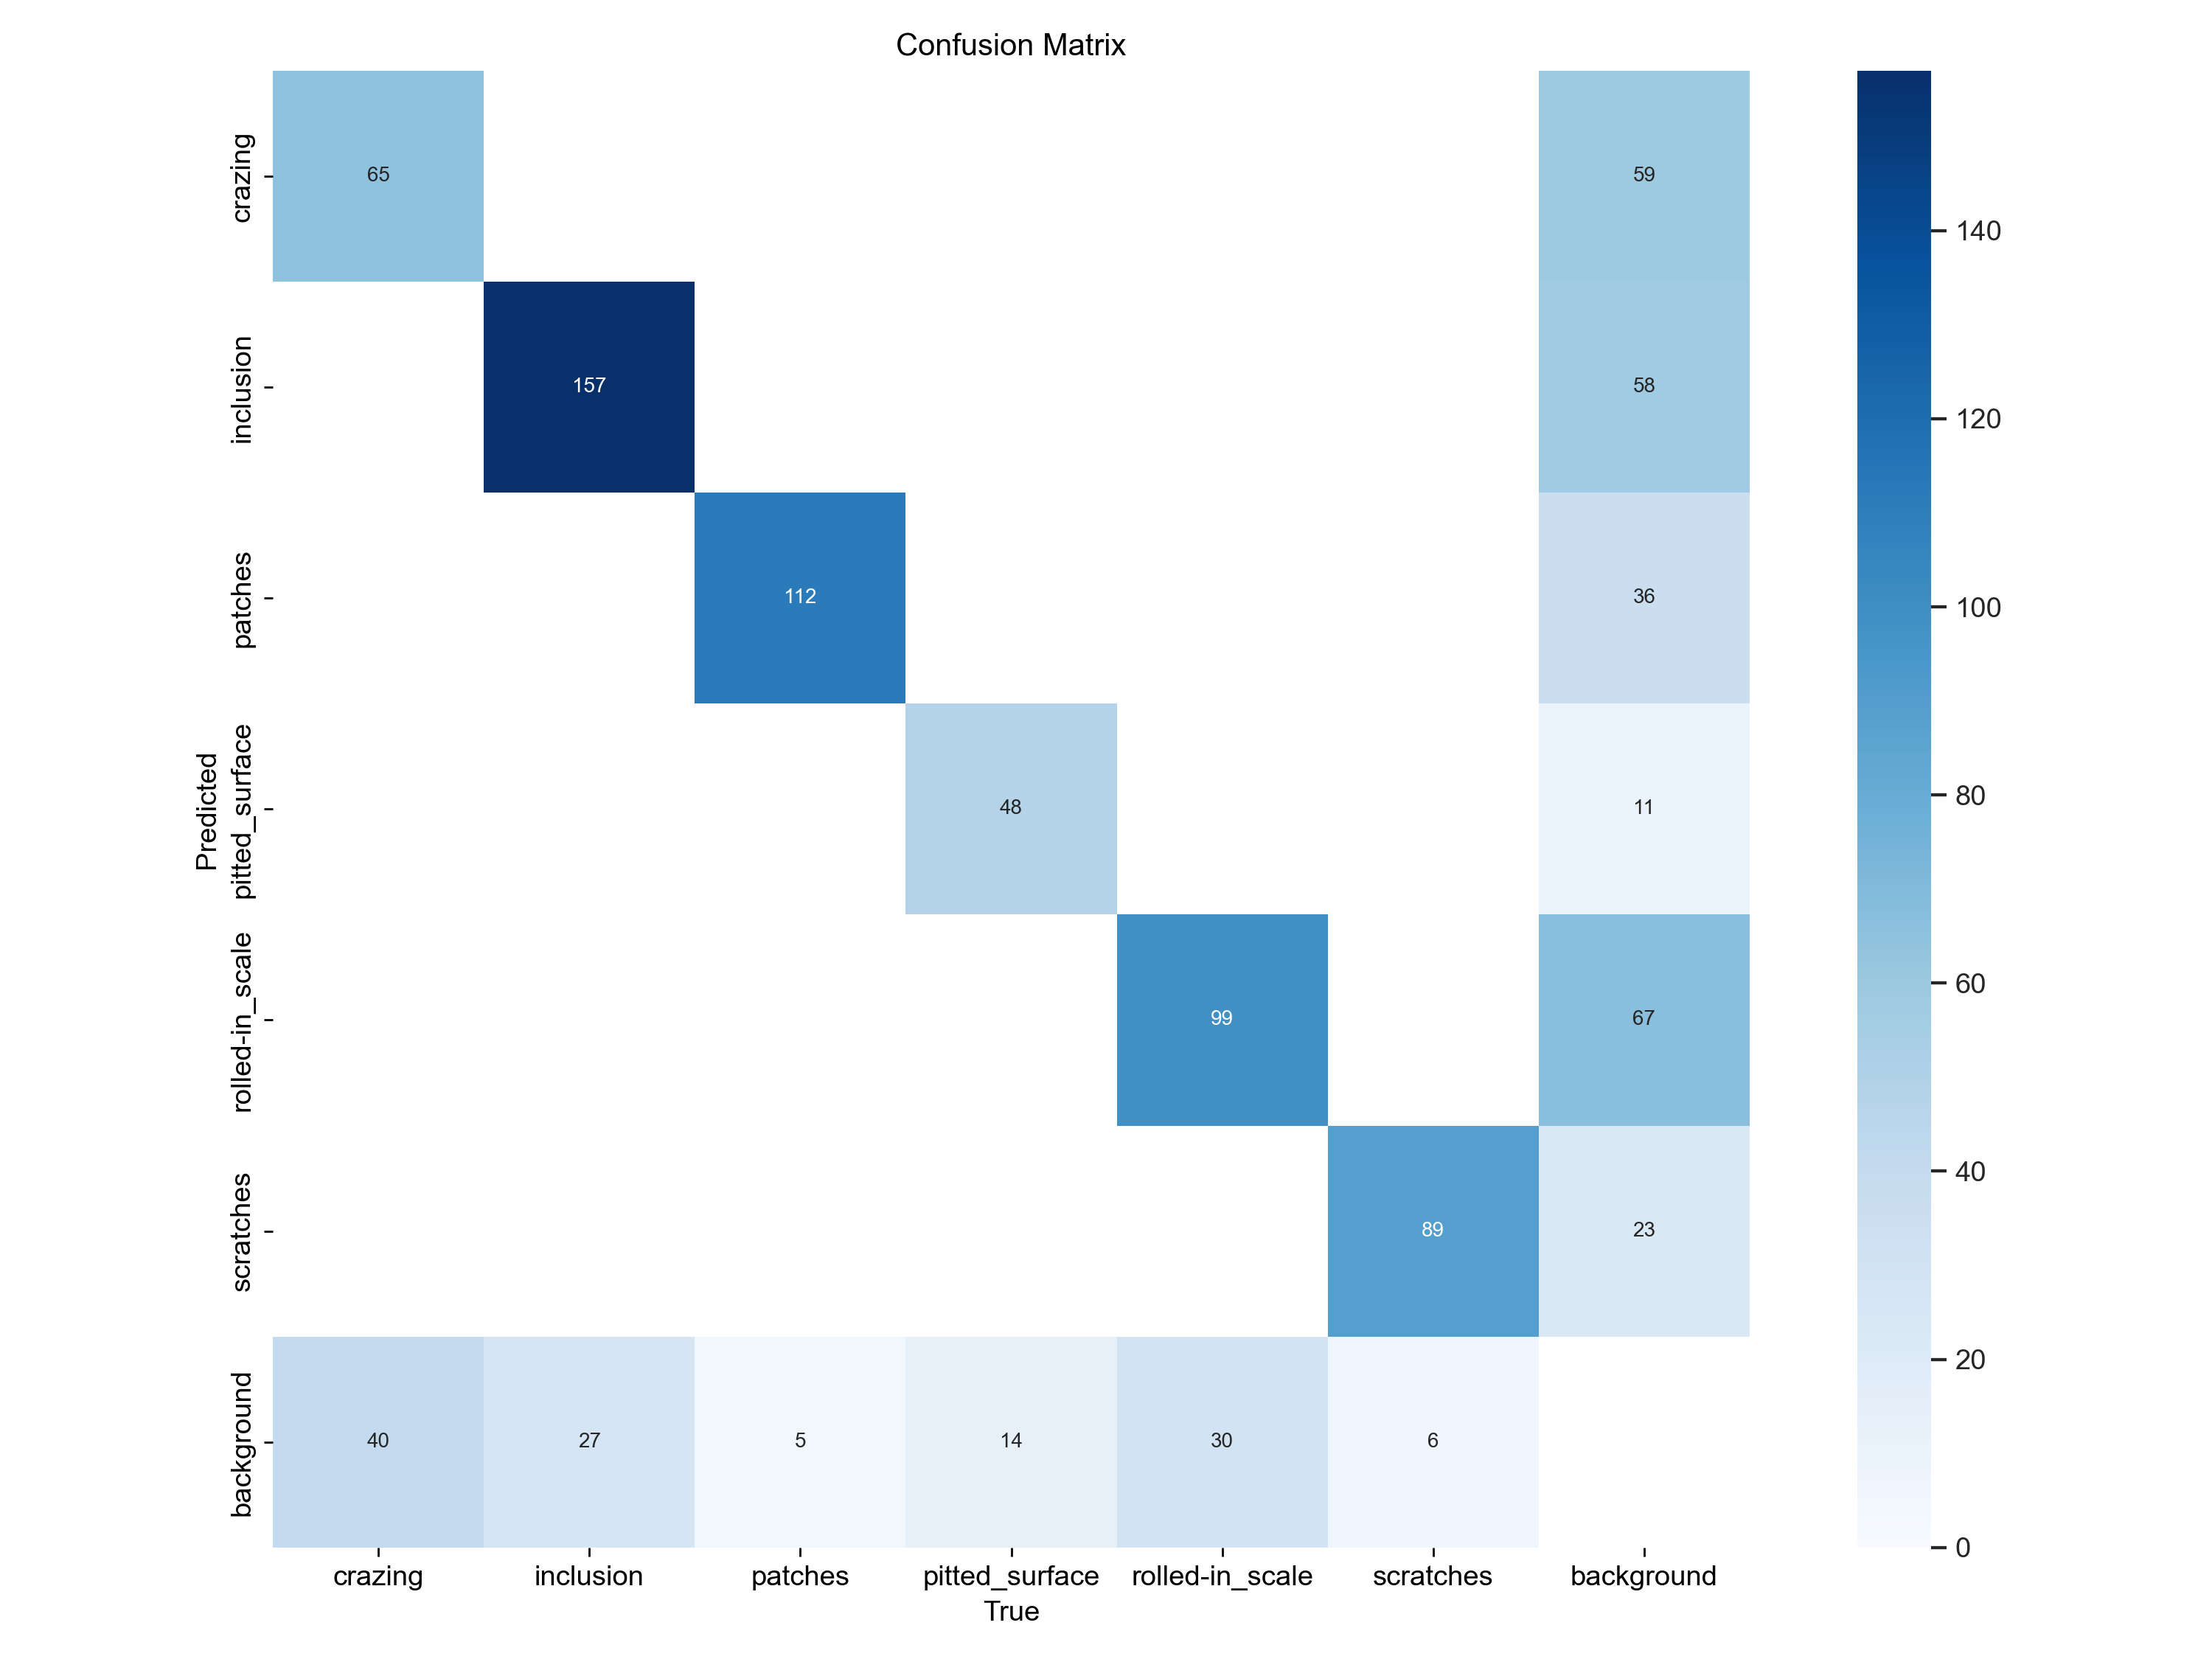 Confusion Matrix
Predicted
crazing
65
59
inclusion
157
58
patches
112
36
pitted_surface
48
11
rolled-in_scale
99
67
scratches
89
23
background
40
27
5
14
30
6
crazing
inclusion
patches
pitted_surface
rolled-in_scale
scratches
background
True
140
120
100
80
60
40
20
0